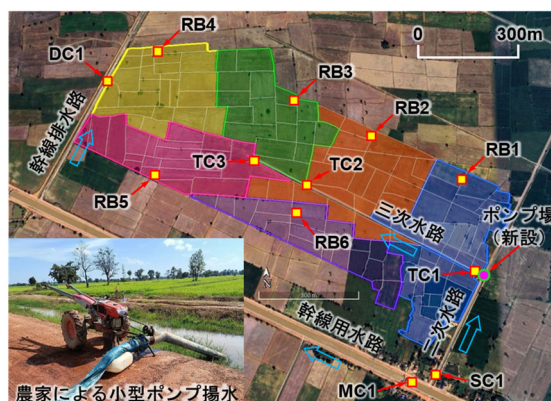 RB4
0 300m
DC1
RB3
RB2
幹線排水路
RB1
TC3
TC2
RB5
三次水路
ポンプ場
(新設)
RB6
TC1
N
300 m
二次水路
幹線用水路
SC1
MC1
農家による小型ポンプ揚水